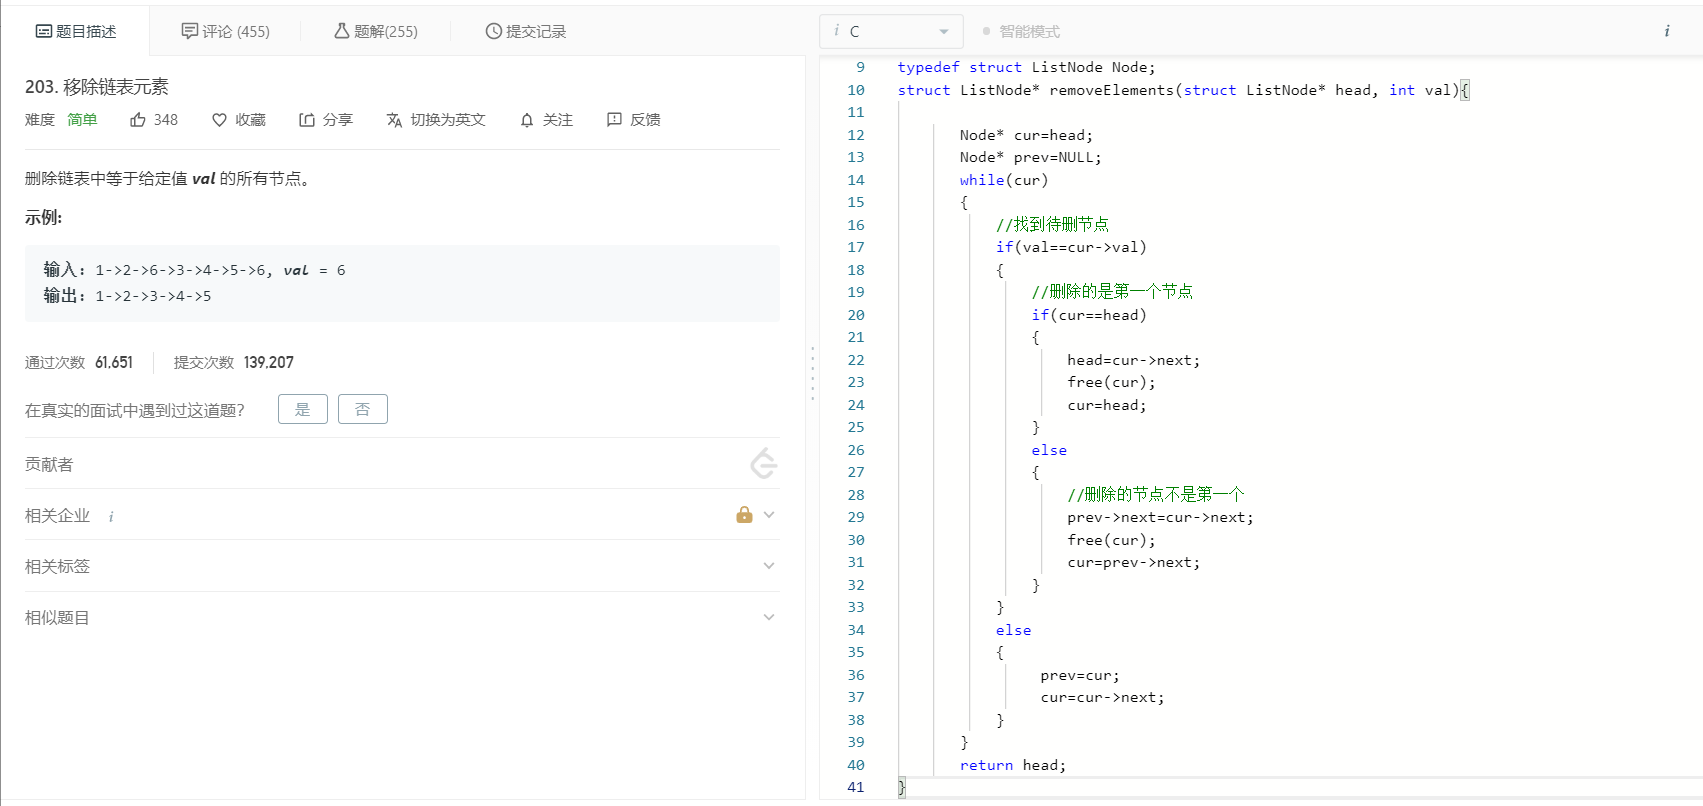 题目描述 评论 (455) 题解(255) 提交记录
203. 移除链表元素
难度 简单 348 收藏 分享 切换为英文 关注 反馈
删除链表中等于给定值 val 的所有节点。
示例:
输入: 1->2->6->3->4->5->6, val = 6
输出: 1->2->3->4->5
通过次数 61,651 提交次数 139,207
在真实的面试中遇到过这道题? 是 否
贡献者
相关企业 i
相关标签
相似题目
i C 智能模式 i
9 typedef struct ListNode Node;
10 struct ListNode* removeElements(struct ListNode* head, int val){
11
12 Node* cur=head;
13 Node* prev=NULL;
14 while(cur)
15 {
16 //找到待删节点
17 if(val==cur->val)
18 {
19 //删除的是第一个节点
20 if(cur==head)
21 {
22 head=cur->next;
23 free(cur);
24 cur=head;
25 }
26 else
27 {
28 //删除的节点不是第一个
29 prev->next=cur->next;
30 free(cur);
31 cur=prev->next;
32 }
33 }
34 else
35 {
36 prev=cur;
37 cur=cur->next;
38 }
39 }
40 return head;
41 }